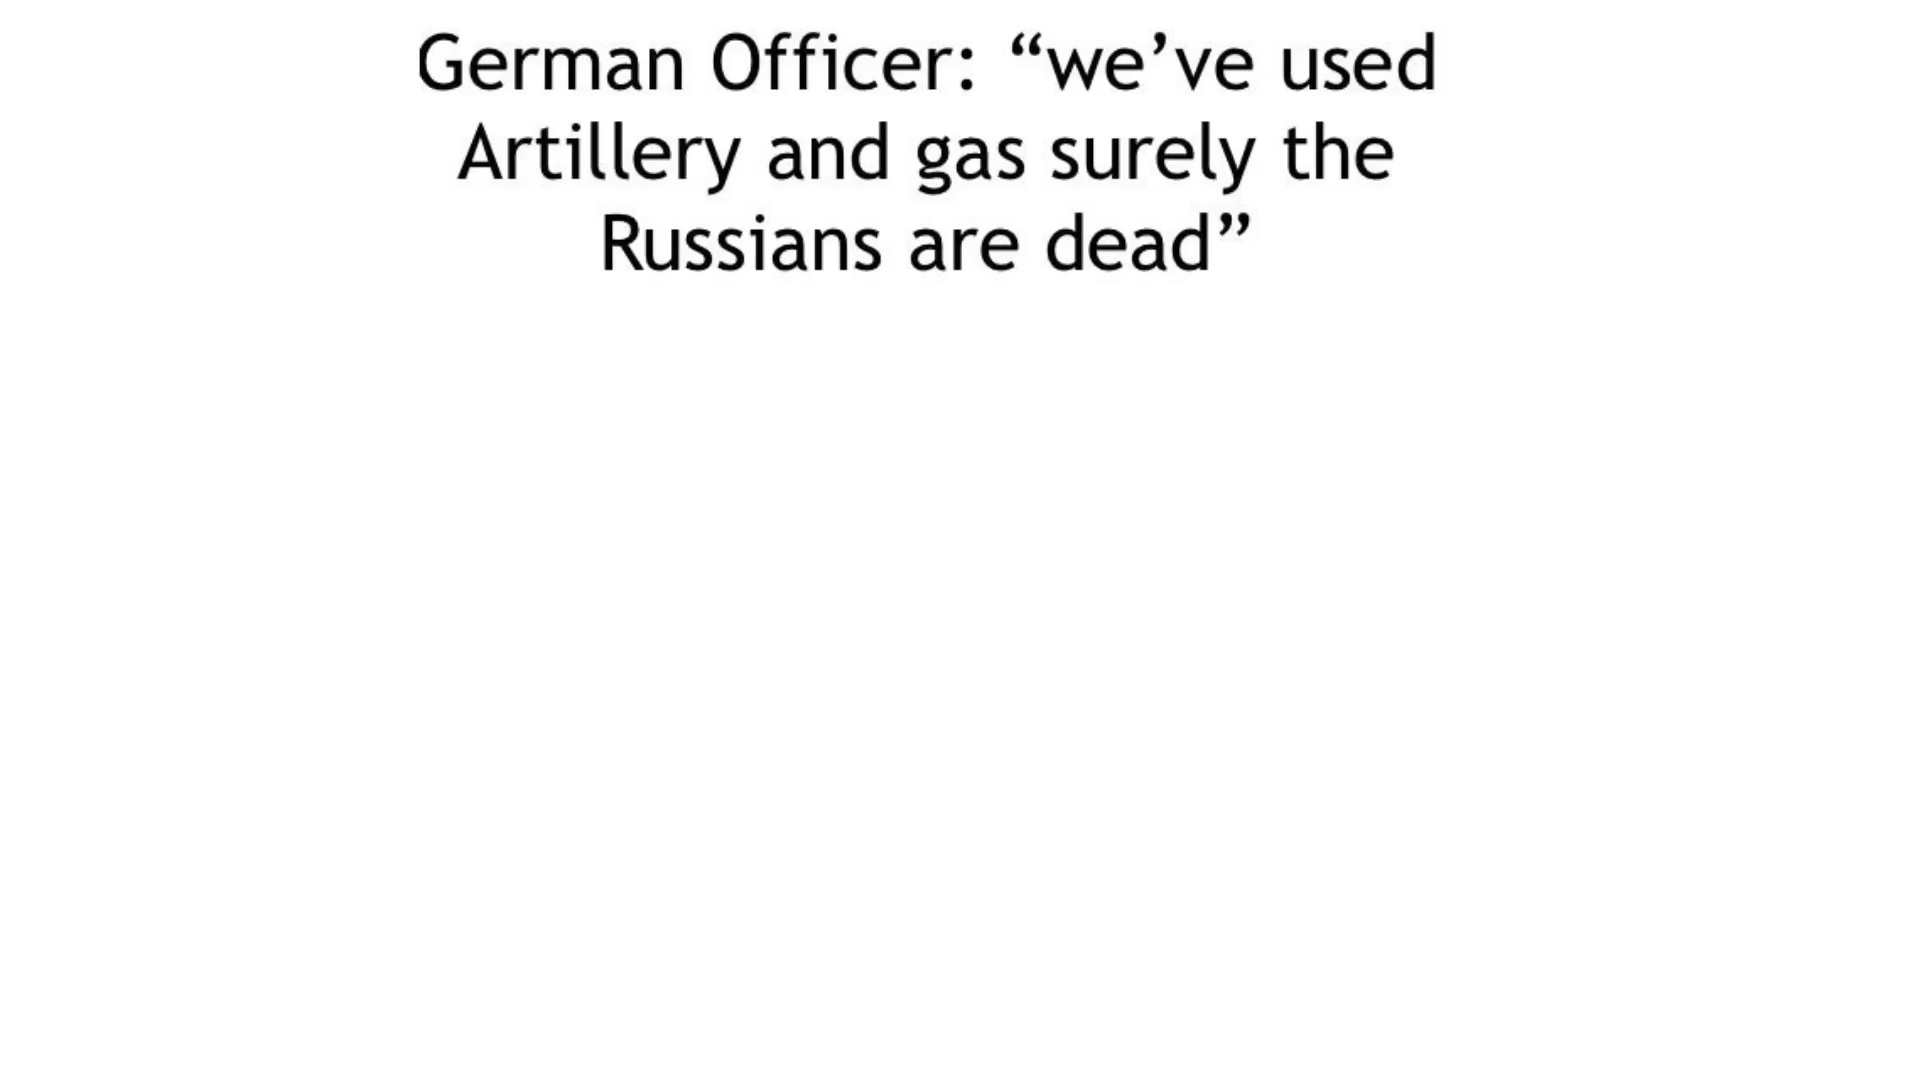 German Officer: “we’ve used
Artillery and gas surely the
Russians are dead”